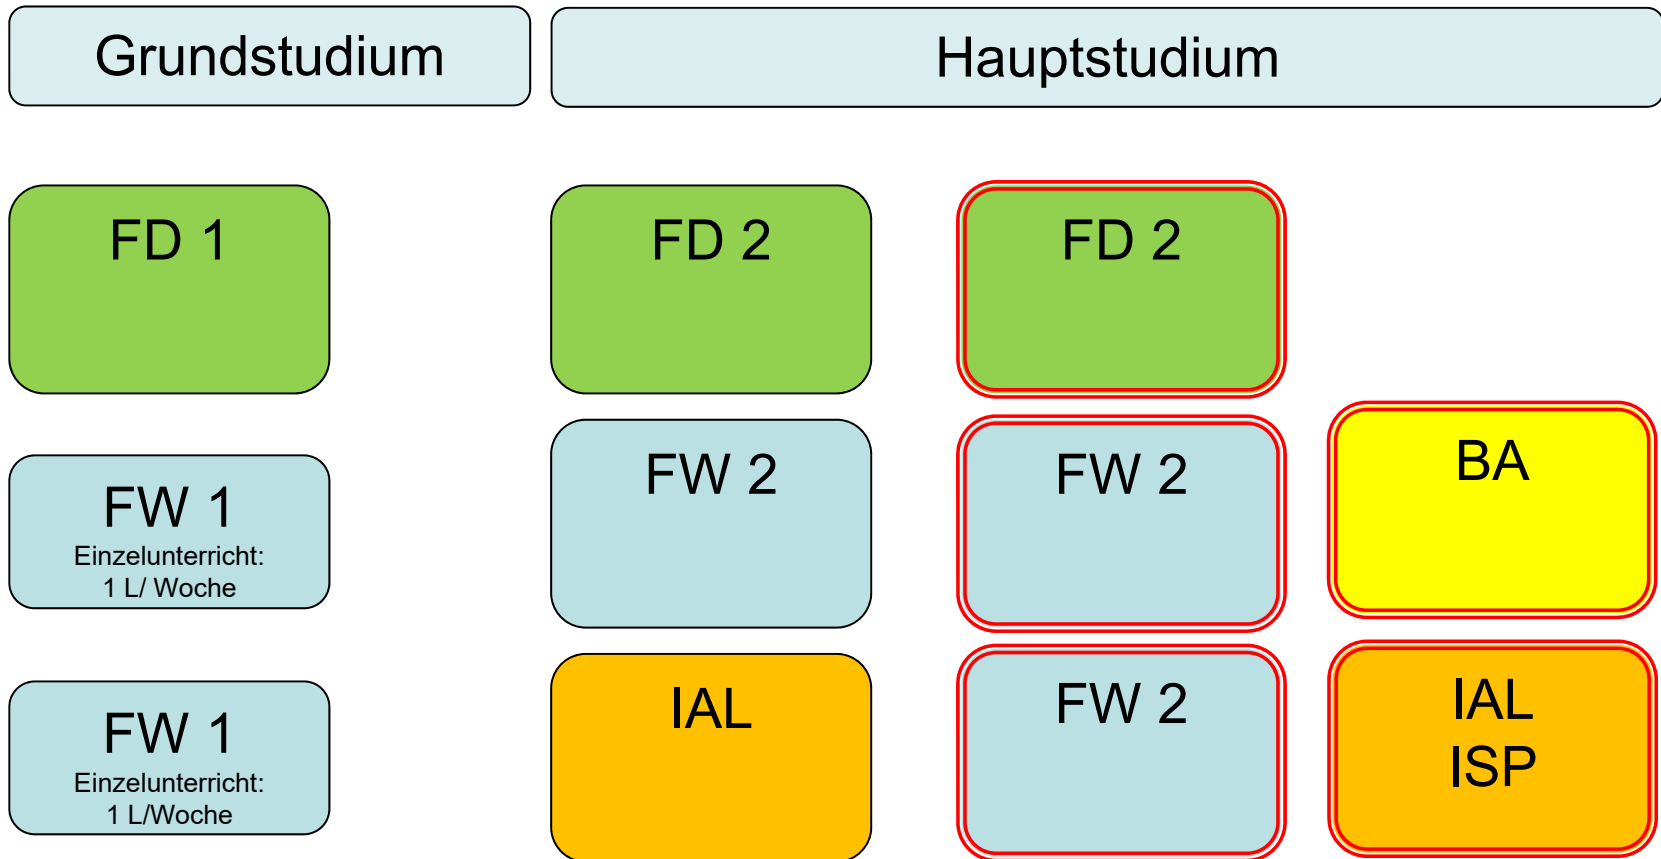 Grundstudium
Hauptstudium
FD 1
FD 2
FD 2
FW 1
Einzelunterricht:
1 L/ Woche
FW 2
FW 2
BA
FW 1
Einzelunterricht:
1 L/Woche
IAL
FW 2
IAL
ISP